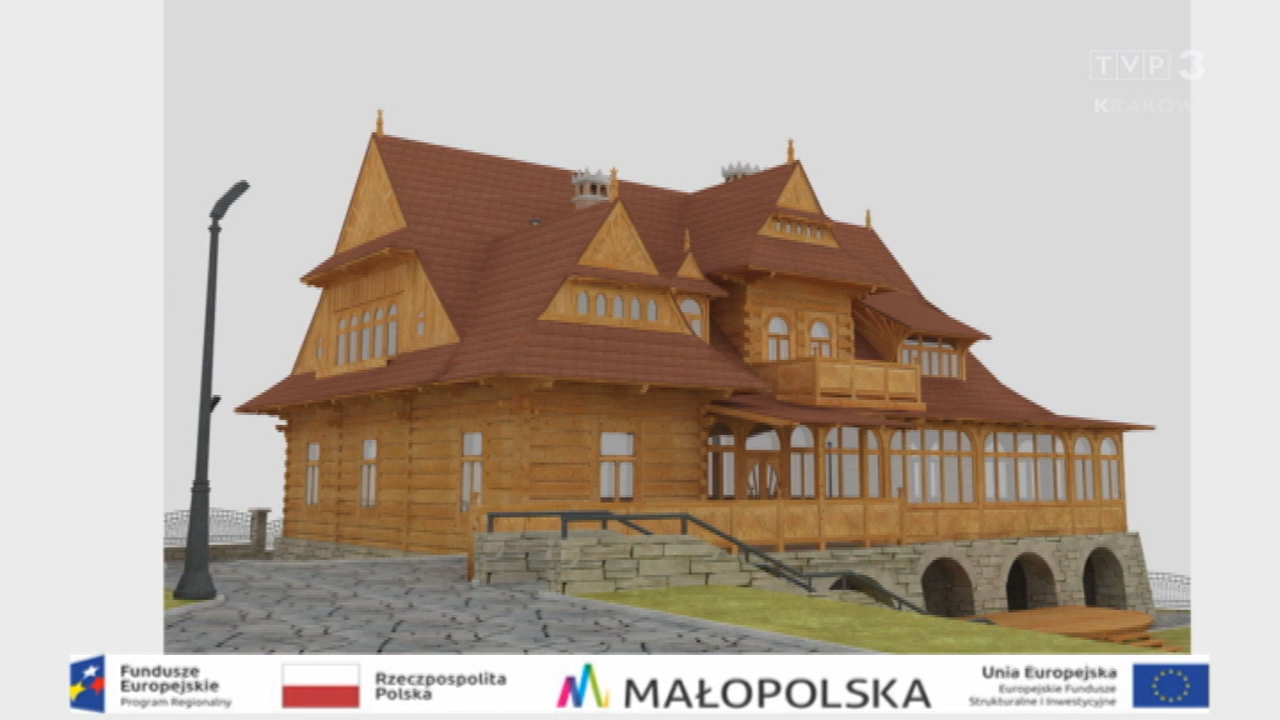 TVP 3
KRAKÓW
Fundusze
Europejskie
Program Regionalny
Rzeczpospolita
Polska
MAŁOPOLSKA
Unia Europejska
Europejskie Fundusze
Strukturalne i Inwestycyjne